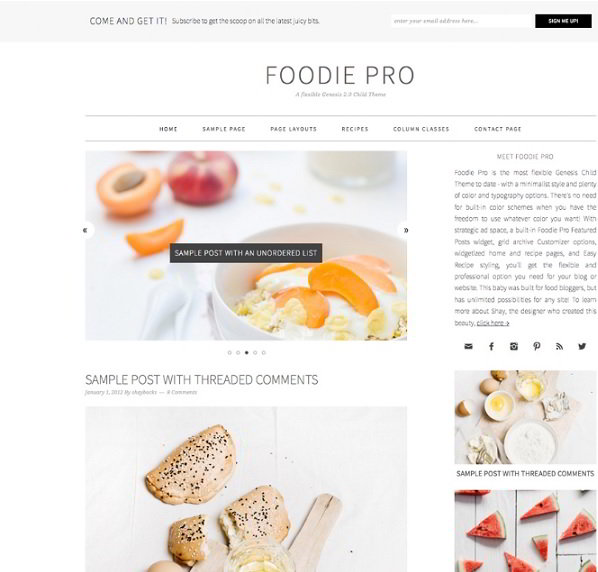 COME AND GET IT! Subscribe to get the scoop on all the latest juicy bits.
enter your email address here...
SIGN ME UP!
FOODIE PRO
A flexible Genesis 2.0 Child Theme
HOME SAMPLE PAGE PAGE LAYOUTS RECIPES COLUMN CLASSES CONTACT PAGE
« »
SAMPLE POST WITH AN UNORDERED LIST
SAMPLE POST WITH THREADED COMMENTS
January 1, 2012 By shaybocks — 8 Comments
MEET FOODIE PRO
Foodie Pro is the most flexible Genesis Child
Theme to date - with a minimalist style and plenty
of color and typography options. There's no need
for built-in color schemes when you have the
freedom to use whatever color you want! With
strategic ad space, a built-in Foodie Pro Featured
Posts widget, grid archive Customizer options,
widgetized home and recipe pages, and Easy
Recipe styling, you'll get the flexible and
professional option you need for your blog or
website. This baby was built for food bloggers, but
has unlimited possibilities for any site! To learn
more about Shay, the designer who created this
beauty, click here >
SAMPLE POST WITH THREADED COMMENTS